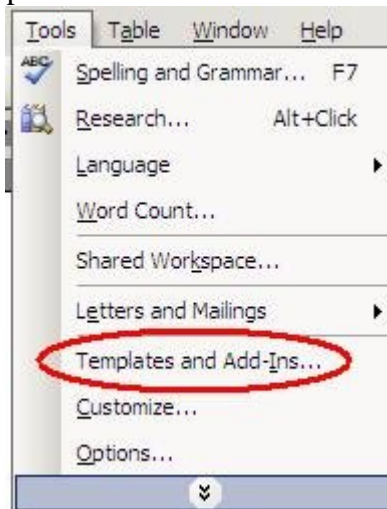 Tools Table Window Help
ABC Spelling and Grammar... F7
Research... Alt+Click
Language
Word Count...
Shared Workspace...
Letters and Mailings
Templates and Add-Ins...
Customize...
Options...